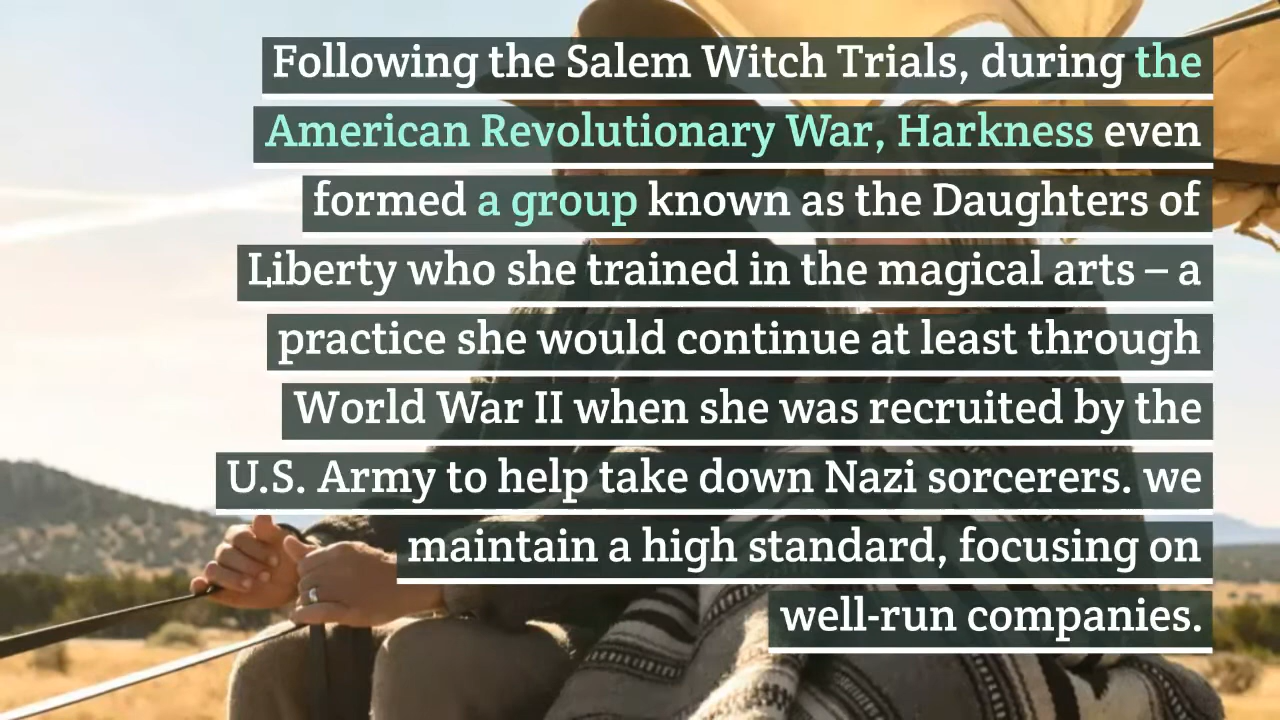 Following the Salem Witch Trials, during the
American Revolutionary War, Harkness even
formed a group known as the Daughters of
Liberty who she trained in the magical arts – a
practice she would continue at least through
World War II when she was recruited by the
U.S. Army to help take down Nazi sorcerers. we
maintain a high standard, focusing on
well-run companies.